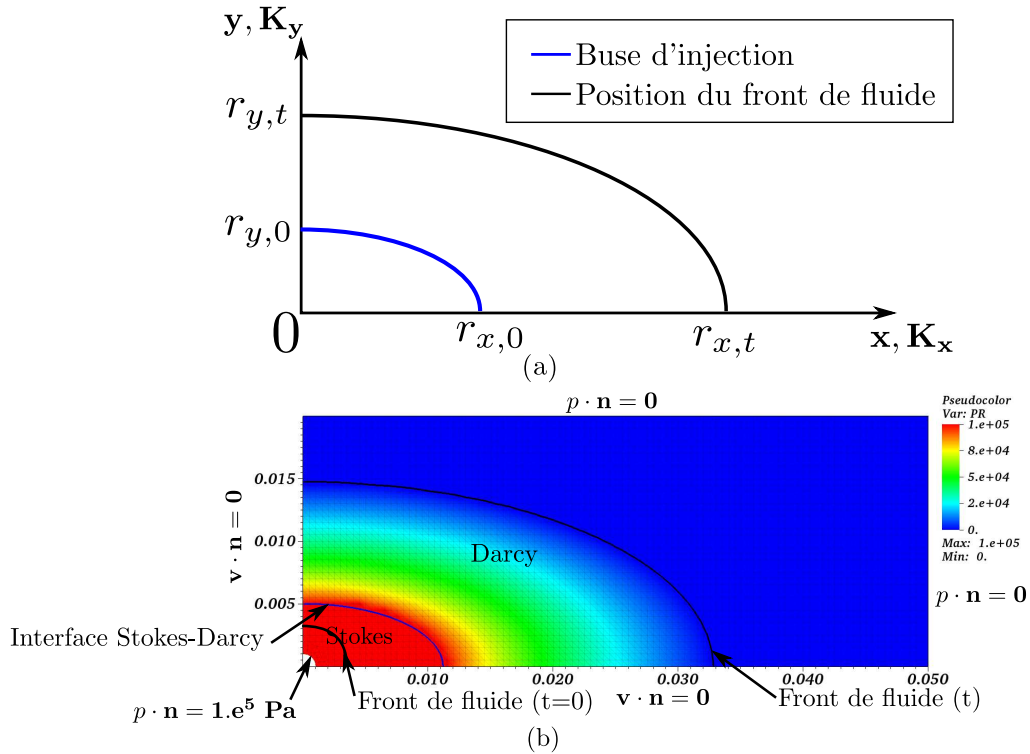 y, K_y
Buse d'injection
Position du front de fluide
r_{y,t}
r_{y,0}
0
r_{x,0}
r_{x,t}
x, K_x
(a)
p · n = 0
Pseudocolor
Var: PR
1.e+05
8.e+04
5.e+04
2.e+04
0.
Max: 1.e+05
Min: 0.
v · n = 0
0.015
0.010
0.005
Darcy
Stokes
p · n = 0
Interface Stokes-Darcy
0.010
0.020
0.030
0.040
0.050
p · n = 1.e^5 Pa
Front de fluide (t=0)
v · n = 0
Front de fluide (t)
(b)